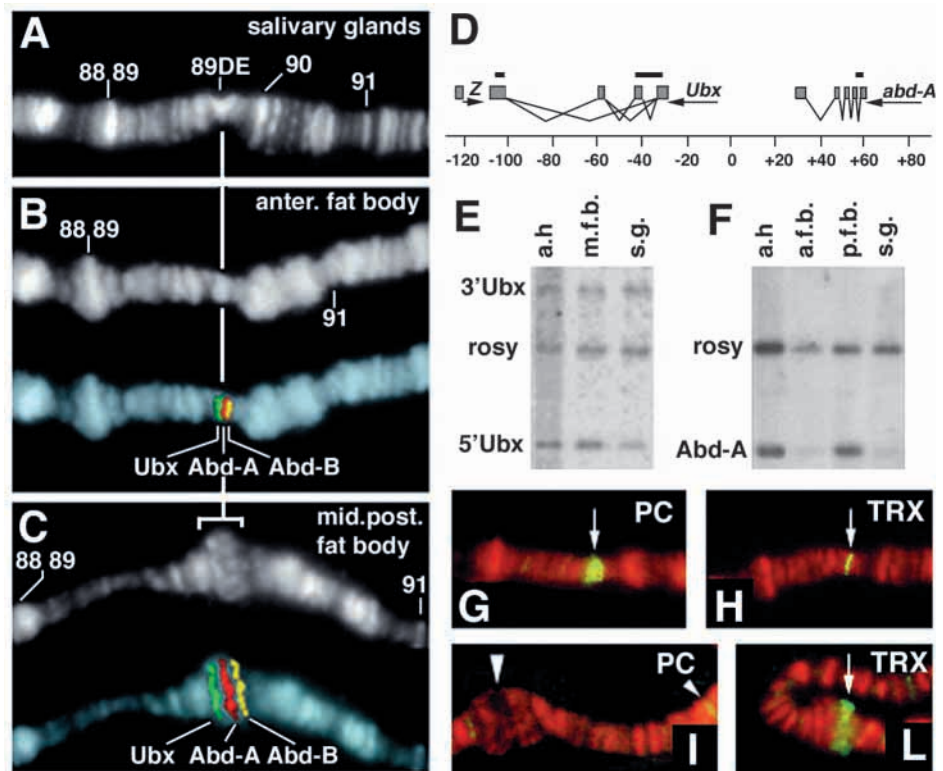 A
salivary glands
88 89
89DE
90
91
B
anter. fat body
88 89
91
Ubx Abd-A Abd-B
C
mid.post.
fat body
88 89
91
Ubx Abd-A Abd-B
D
Z
Ubx
abd-A
-120 -100 -80 -60 -40 -20 0 +20 +40 +60 +80
E
a.h m.f.b. s.g.
3'Ubx
rosy
5'Ubx
F
a.h a.f.b. p.f.b. s.g.
rosy
Abd-A
PC
G
TRX
H
PC
I
TRX
L